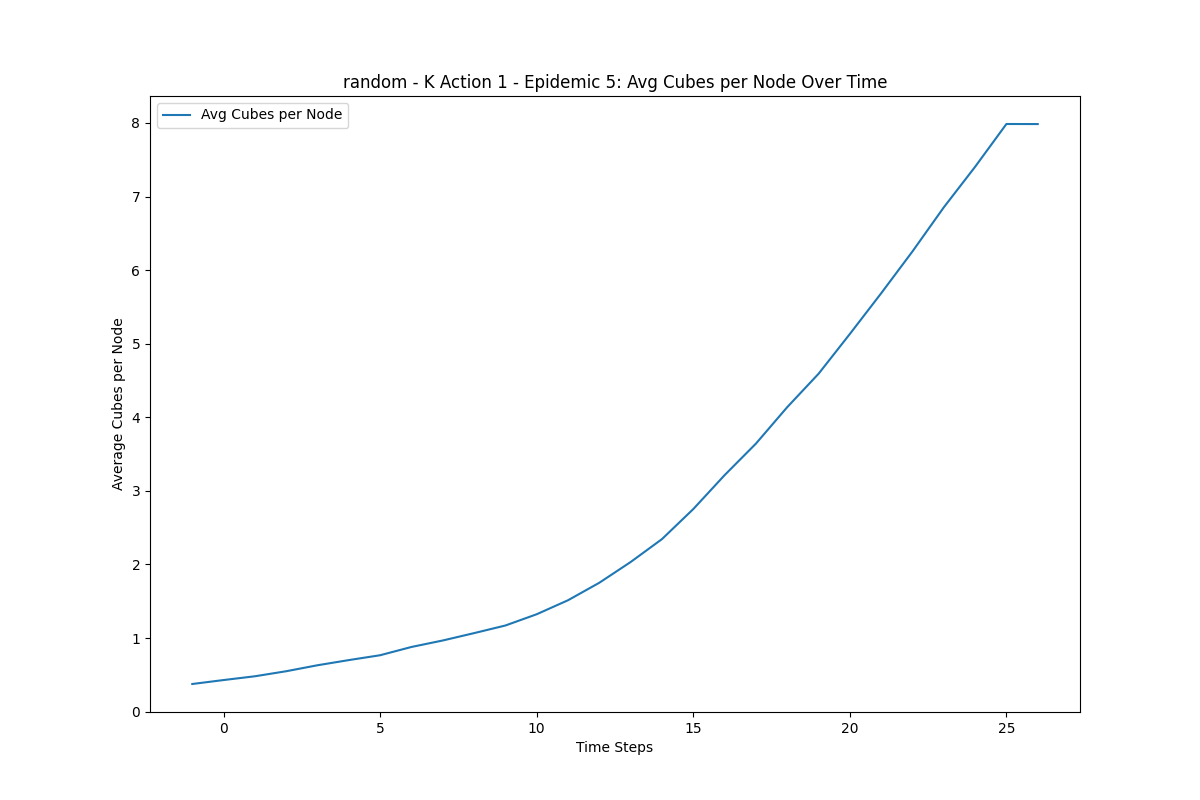 random - K Action 1 - Epidemic 5: Avg Cubes per Node Over Time
Avg Cubes per Node
8
7
6
5
4
3
2
1
0
Average Cubes per Node
0 5 10 15 20 25
Time Steps